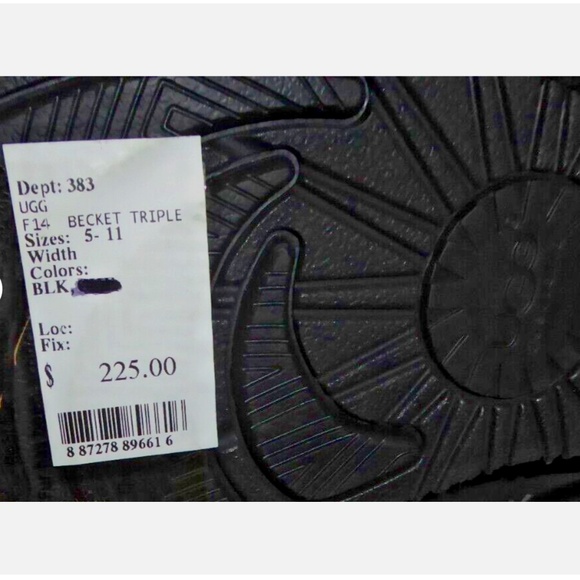 Dept: 383
UGG
F14 BECKET TRIPLE
Sizes: 5- 11
Width
Colors:
BLK,
Loc:
Fix:
$ 225.00
8 87278 89661 6